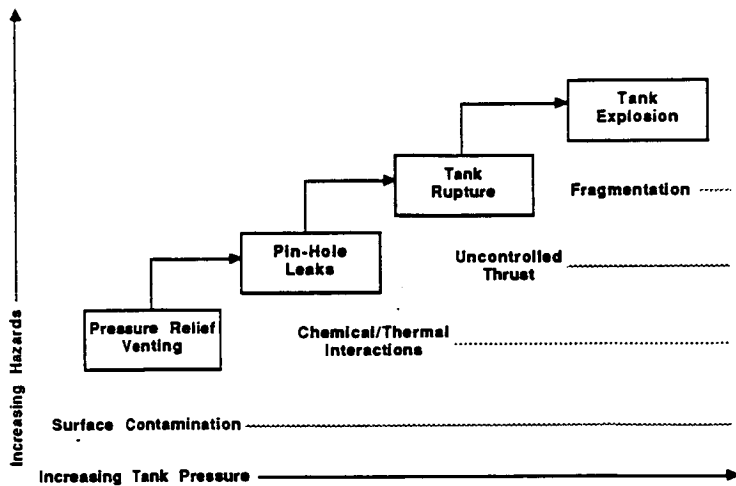 Tank
Explosion
Tank
Rupture
Fragmentation
Pin-Hole
Leaks
Uncontrolled
Thrust
Pressure Relief
Venting
Chemical/Thermal
Interactions
Increasing Hazards
Surface Contamination
Increasing Tank Pressure